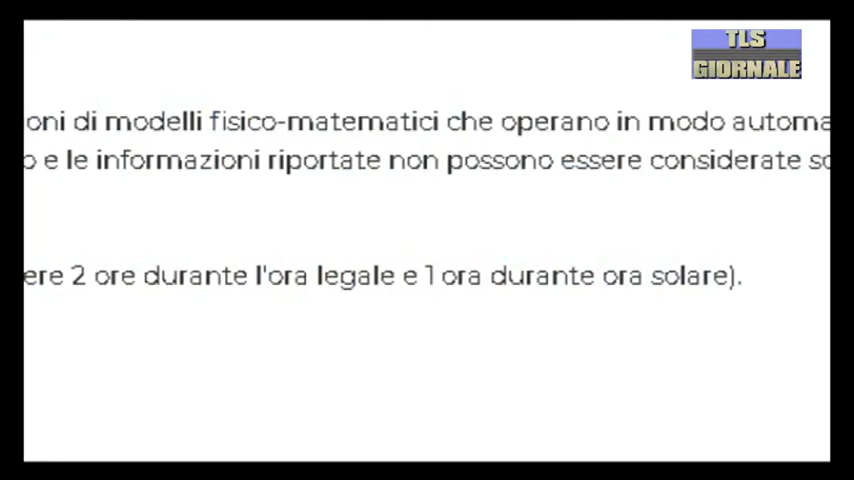 TLS
GIORNALE
oni di modelli fisico-matematici che operano in modo automa
o e le informazioni riportate non possono essere considerate so
ere 2 ore durante l'ora legale e 1 ora durante ora solare).